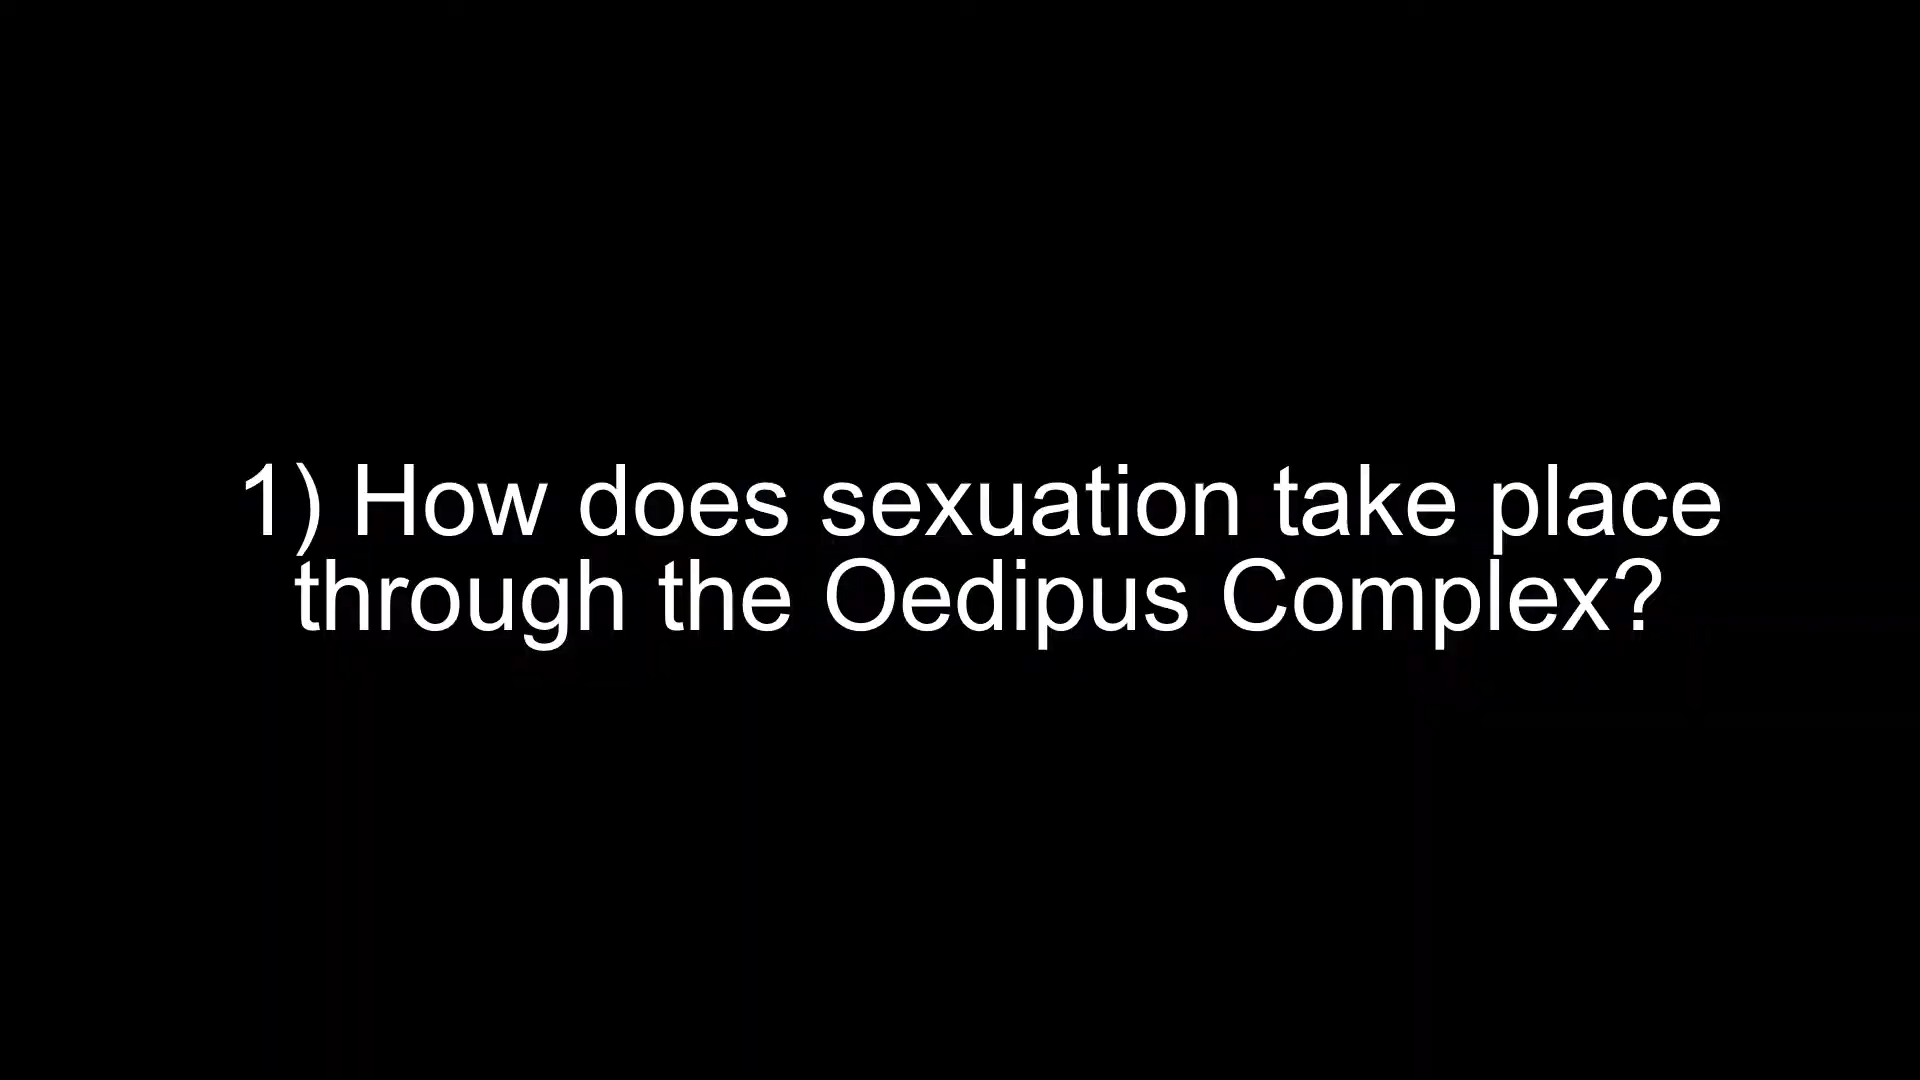 1) How does sexuation take place
through the Oedipus Complex?